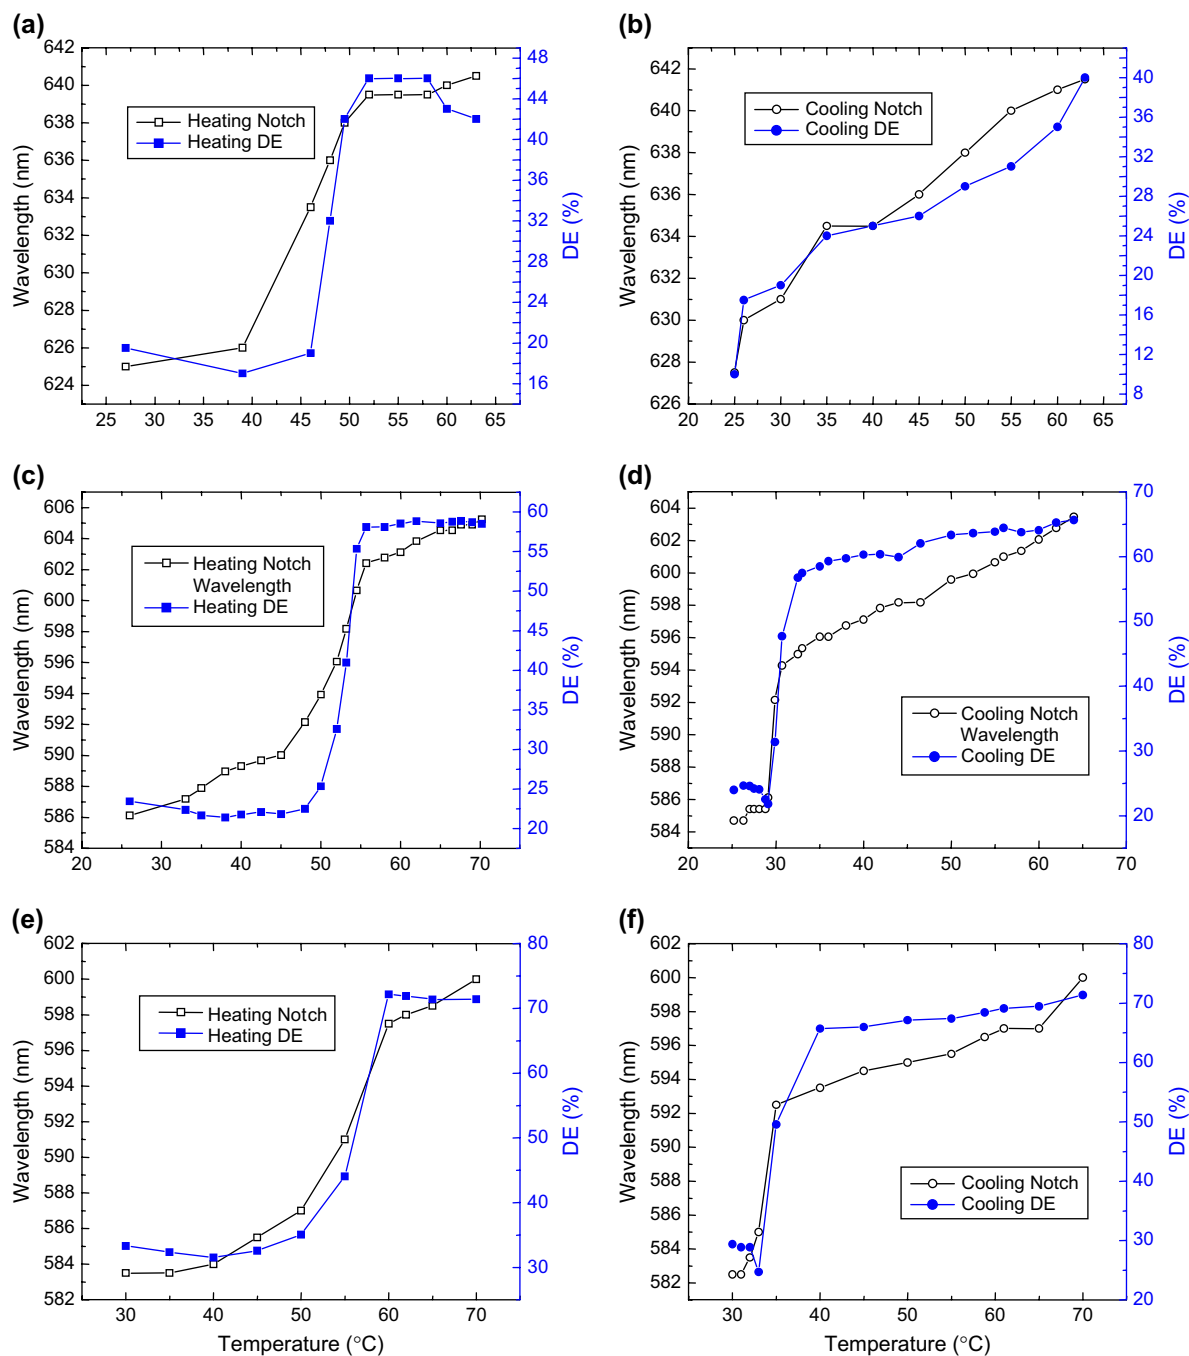 (a)
642
640
638
636
634
632
630
628
626
624
Wavelength (nm)
Heating Notch
Heating DE
48
46
42
36
46
32
26
22
20
16
DE (%)
25 30 35 40 45 50 55 60 65
(b)
642
640
638
636
634
632
630
628
626
Wavelength (nm)
Cooling Notch
Cooling DE
40
36
32
28
24
20
16
12
8
DE (%)
20 25 30 35 40 45 50 55 60 65
(c)
606
604
602
600
598
596
594
592
590
588
586
584
Wavelength (nm)
Heating Notch
Wavelength
Heating DE
60
55
50
45
40
35
30
25
20
DE (%)
20 30 40 50 60 70
(d)
604
602
600
598
596
594
592
590
588
586
584
Wavelength (nm)
Cooling Notch
Wavelength
Cooling DE
70
60
50
40
30
20
DE (%)
20 30 40 50 60 70
(e)
602
600
598
596
594
592
590
588
586
584
582
Wavelength (nm)
Heating Notch
Heating DE
80
70
60
50
40
30
DE (%)
30 40 50 60 70
Temperature (°C)
(f)
602
600
598
596
594
592
590
588
586
584
582
Wavelength (nm)
Cooling Notch
Cooling DE
80
70
60
50
40
30
20
DE (%)
30 40 50 60 70
Temperature (°C)